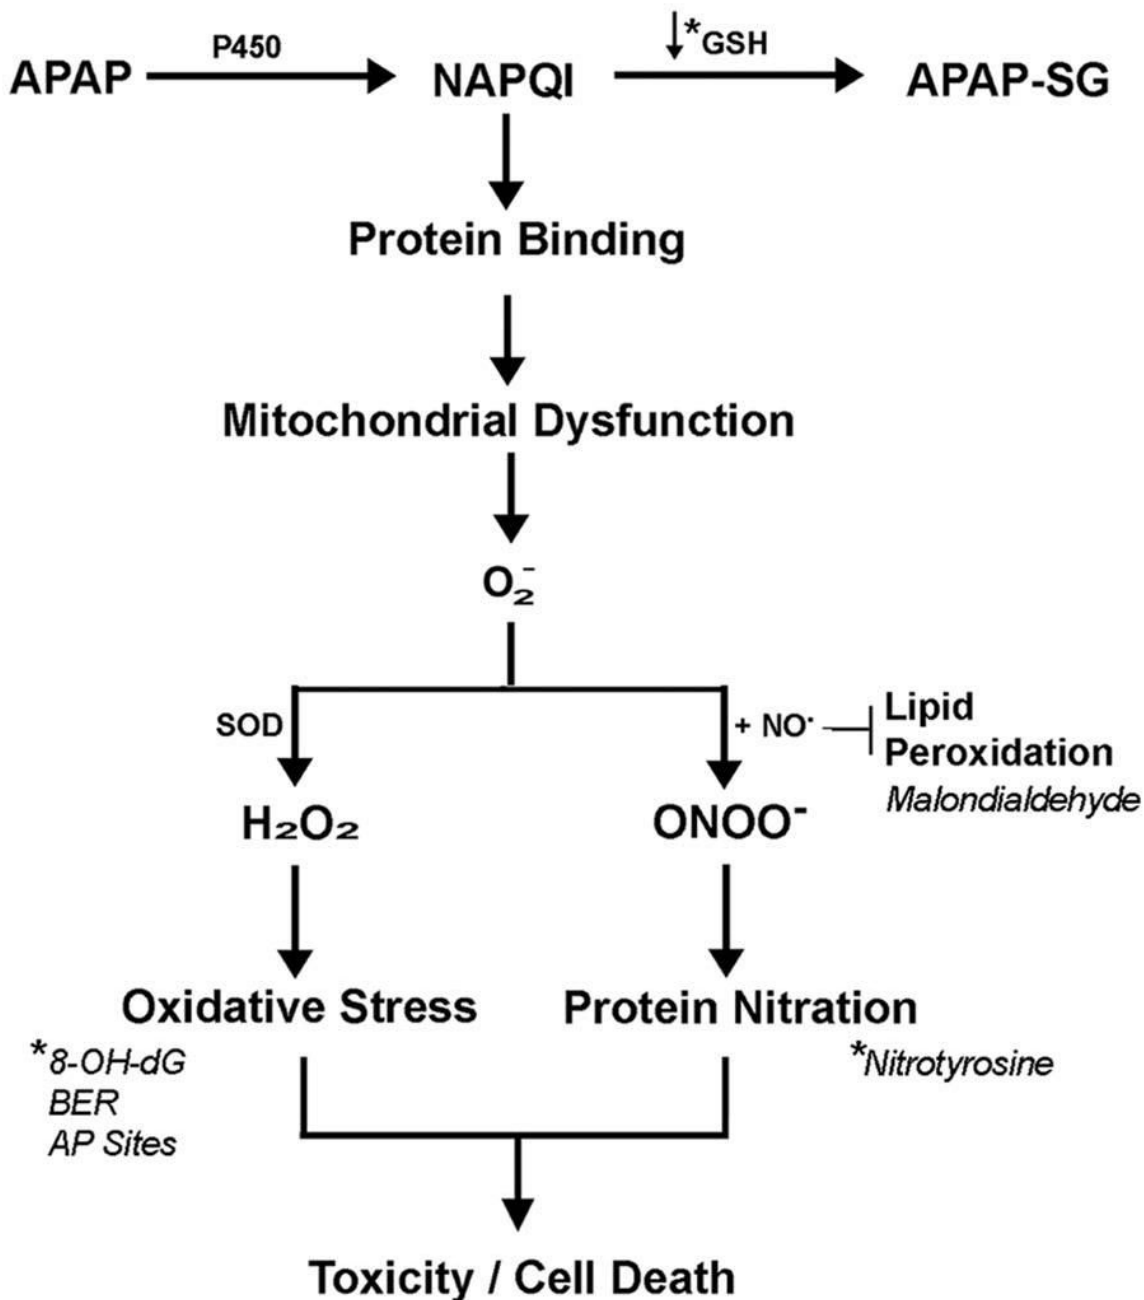 P450
*GSH
APAP
NAPQI
APAP-SG
Protein Binding
Mitochondrial Dysfunction
O₂⁻
SOD
+ NO•
Lipid
Peroxidation
Malondialdehyde
H₂O₂
ONOO⁻
Oxidative Stress
*8-OH-dG
BER
AP Sites
Protein Nitration
*Nitrotyrosine
Toxicity / Cell Death